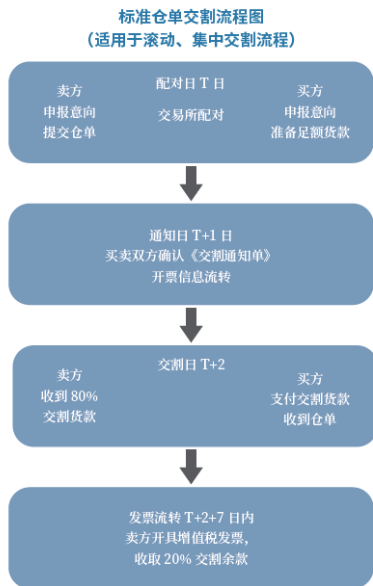 标准仓单交割流程图
（适用于滚动、集中交割流程）
卖方
申报意向
提交仓单
配对日 T 日
交易所配对
买方
申报意向
准备足额货款
通知日 T+1 日
买卖双方确认《交割通知单》
开票信息流转
卖方
收到 80%
交割货款
交割日 T+2
买方
支付交割货款
收到仓单
发票流转 T+2+7 日内
卖方开具增值税发票，
收取 20% 交割余款